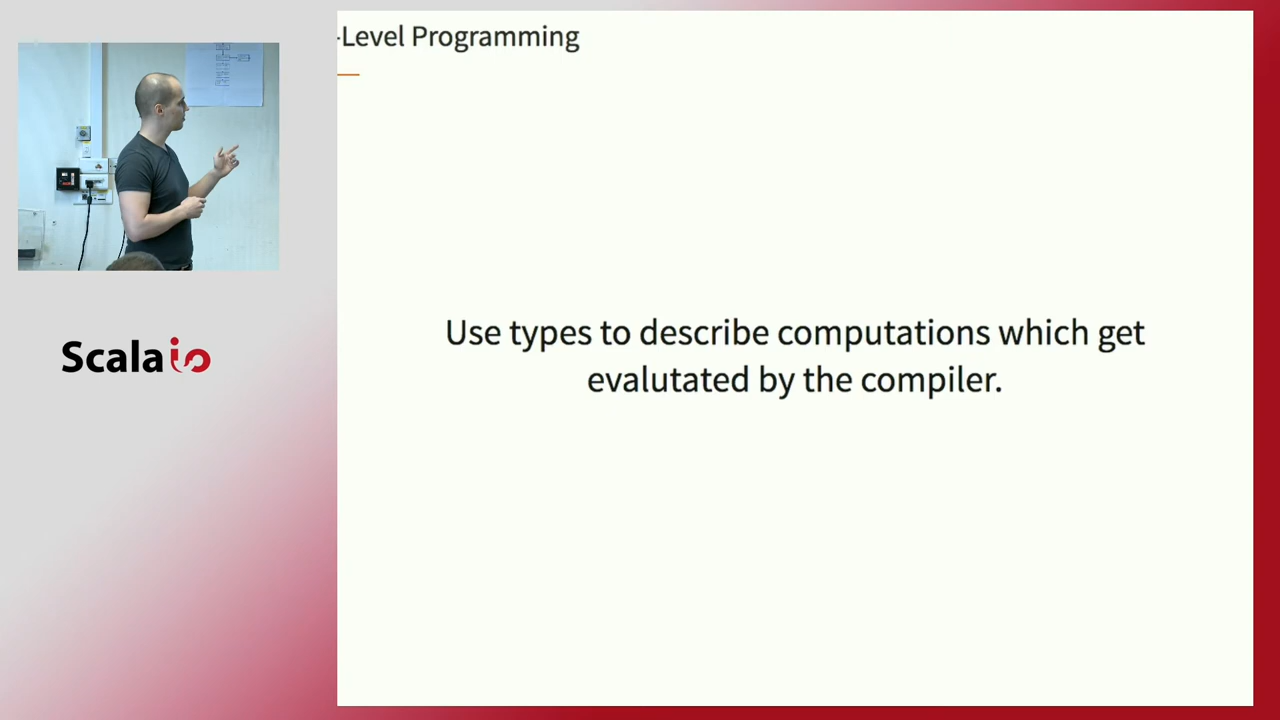 -Level Programming
Use types to describe computations which get
evalutated by the compiler.
Scala io